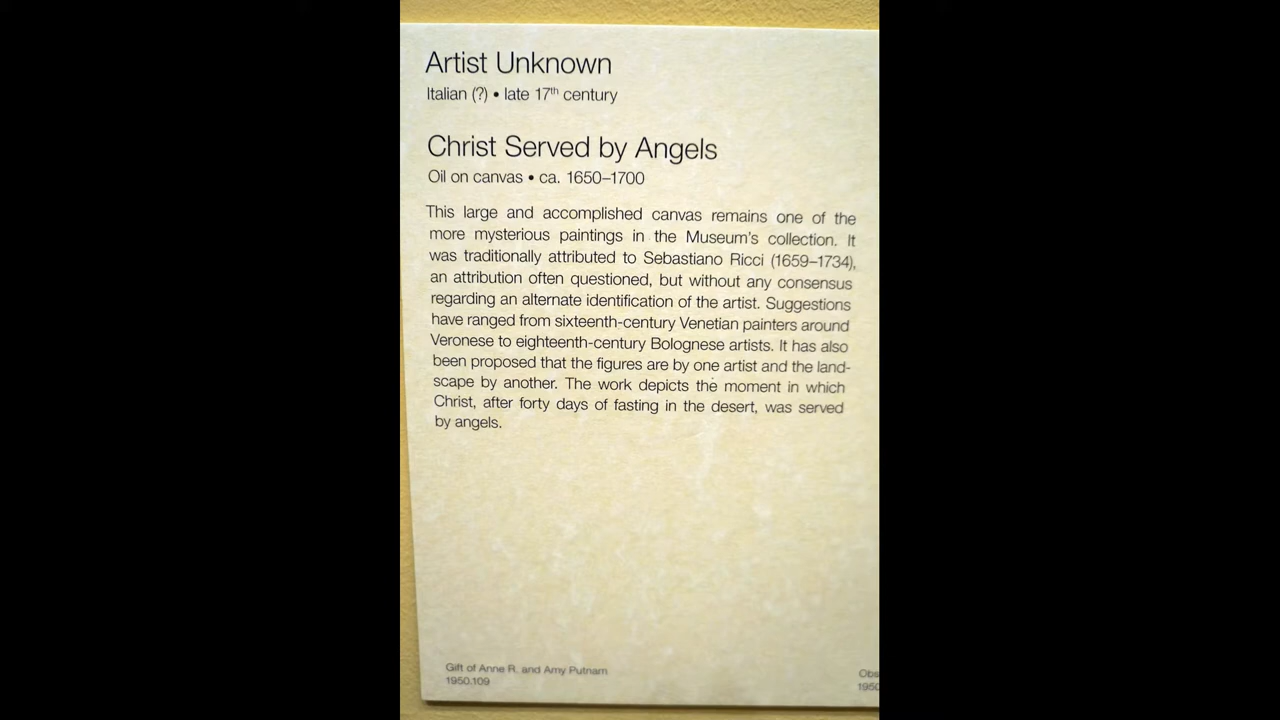 Artist Unknown
Italian (?) • late 17th century
Christ Served by Angels
Oil on canvas • ca. 1650–1700
This large and accomplished canvas remains one of the
more mysterious paintings in the Museum's collection. It
was traditionally attributed to Sebastiano Ricci (1659–1734),
an attribution often questioned, but without any consensus
regarding an alternate identification of the artist. Suggestions
have ranged from sixteenth-century Venetian painters around
Veronese to eighteenth-century Bolognese artists. It has also
been proposed that the figures are by one artist and the land-
scape by another. The work depicts the moment in which
Christ, after forty days of fasting in the desert, was served
by angels.
Gift of Anne R. and Amy Putnam
1950.109
Obs
1950